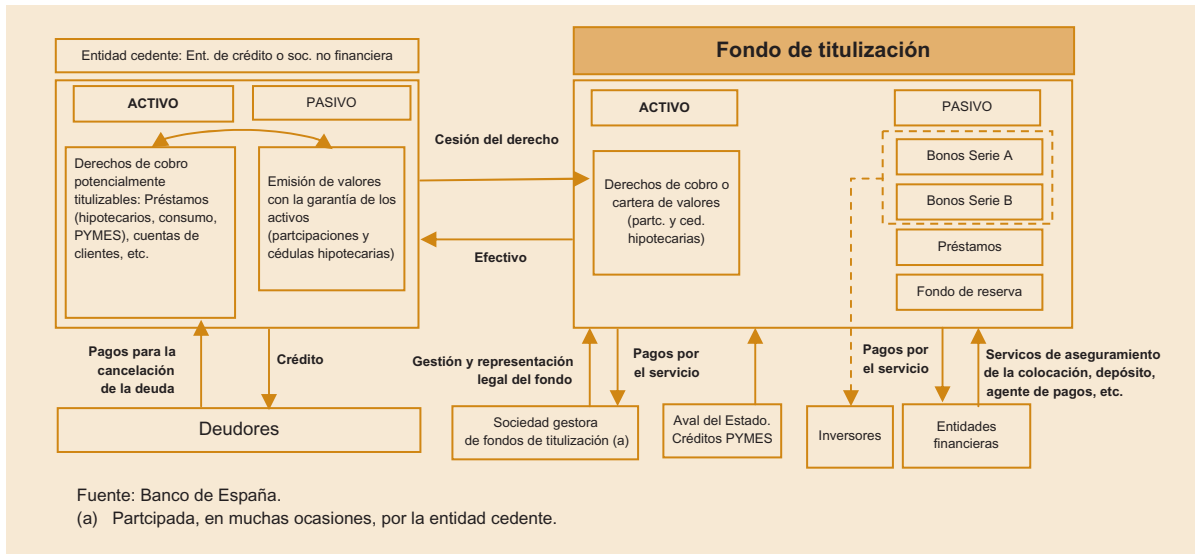 Entidad cedente: Ent. de crédito o soc. no financiera
Fondo de titulización
ACTIVO
PASIVO
Derechos de cobro
potencialmente
titulizables: Préstamos
(hipotecarios, consumo,
PYMES), cuentas de
clientes, etc.
Emisión de valores
con la garantía de los
activos
(partcipaciones y
cédulas hipotecarias)
Cesión del derecho
Efectivo
ACTIVO
PASIVO
Derechos de cobro o
cartera de valores
(partc. y ced.
hipotecarias)
Bonos Serie A
Bonos Serie B
Préstamos
Fondo de reserva
Pagos para la
cancelación
de la deuda
Crédito
Gestión y representación
legal del fondo
Pagos por
el servicio
Pagos por
el servicio
Servicos de aseguramiento
de la colocación, depósito,
agente de pagos, etc.
Deudores
Sociedad gestora
de fondos de titulización (a)
Aval del Estado.
Créditos PYMES
Inversores
Entidades
financieras
Fuente: Banco de España.
(a) Partcipada, en muchas ocasiones, por la entidad cedente.